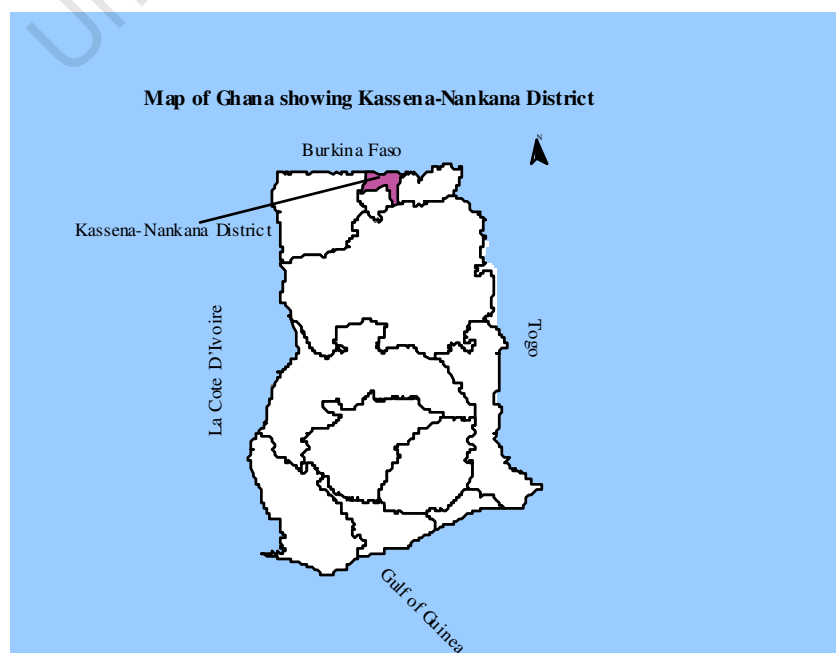 Map of Ghana showing Kassena-Nankana District
N
Burkina Faso
Kassena-Nankana District
La Cote D'Ivoire
Togo
Gulf of Guinea